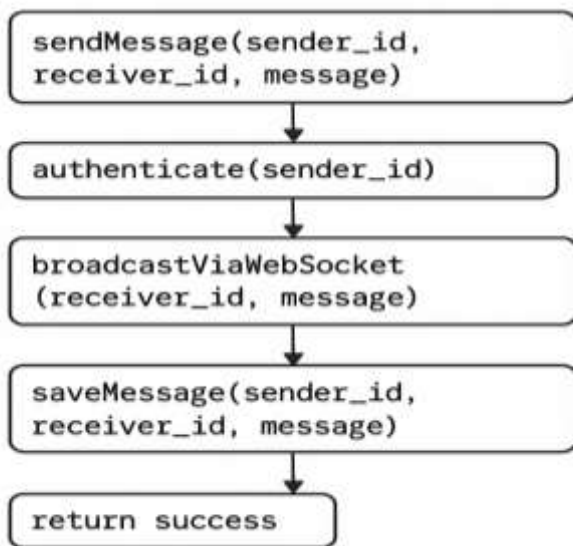 sendMessage(sender_id,
receiver_id, message)
authenticate(sender_id)
broadcastViaWebSocket
(receiver_id, message)
saveMessage(sender_id,
receiver_id, message)
return success